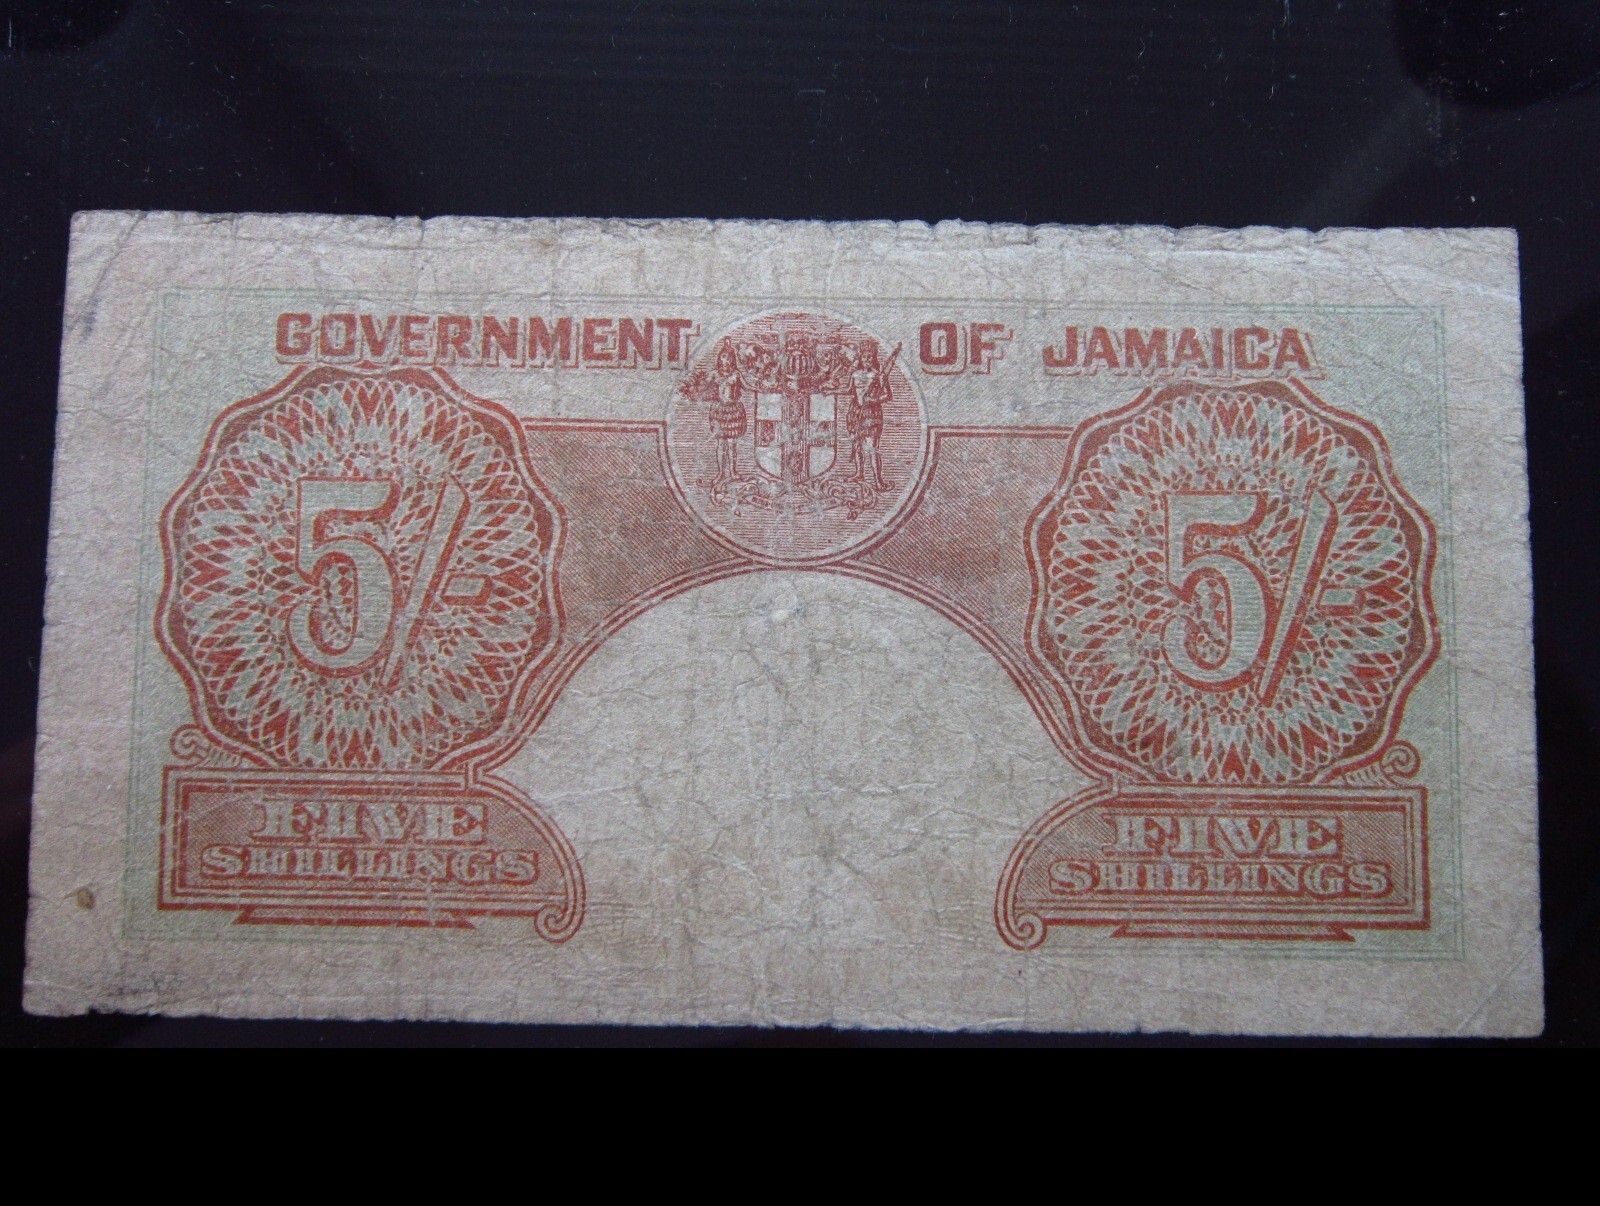 GOVERNMENT OF JAMAICA
5/- 5/-
FIVE SHILLINGS
FIVE SHILLINGS